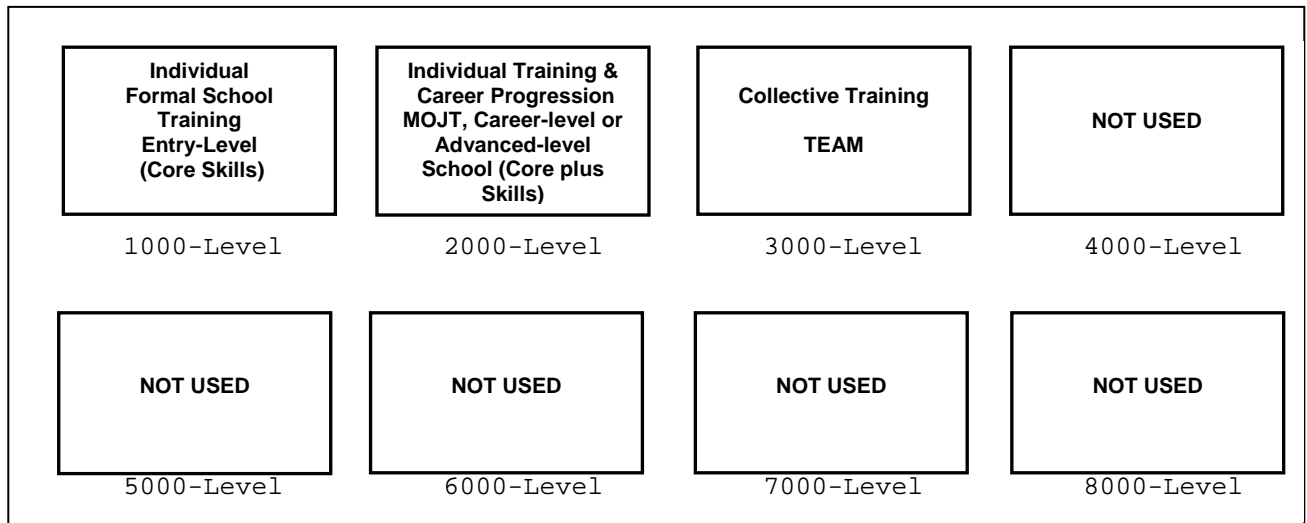 Individual
Formal School
Training
Entry-Level
(Core Skills)
1000-Level
Individual Training &
Career Progression
MOJT, Career-level or
Advanced-level
School (Core plus
Skills)
2000-Level
Collective Training
TEAM
3000-Level
NOT USED
4000-Level
NOT USED
5000-Level
NOT USED
6000-Level
NOT USED
7000-Level
NOT USED
8000-Level